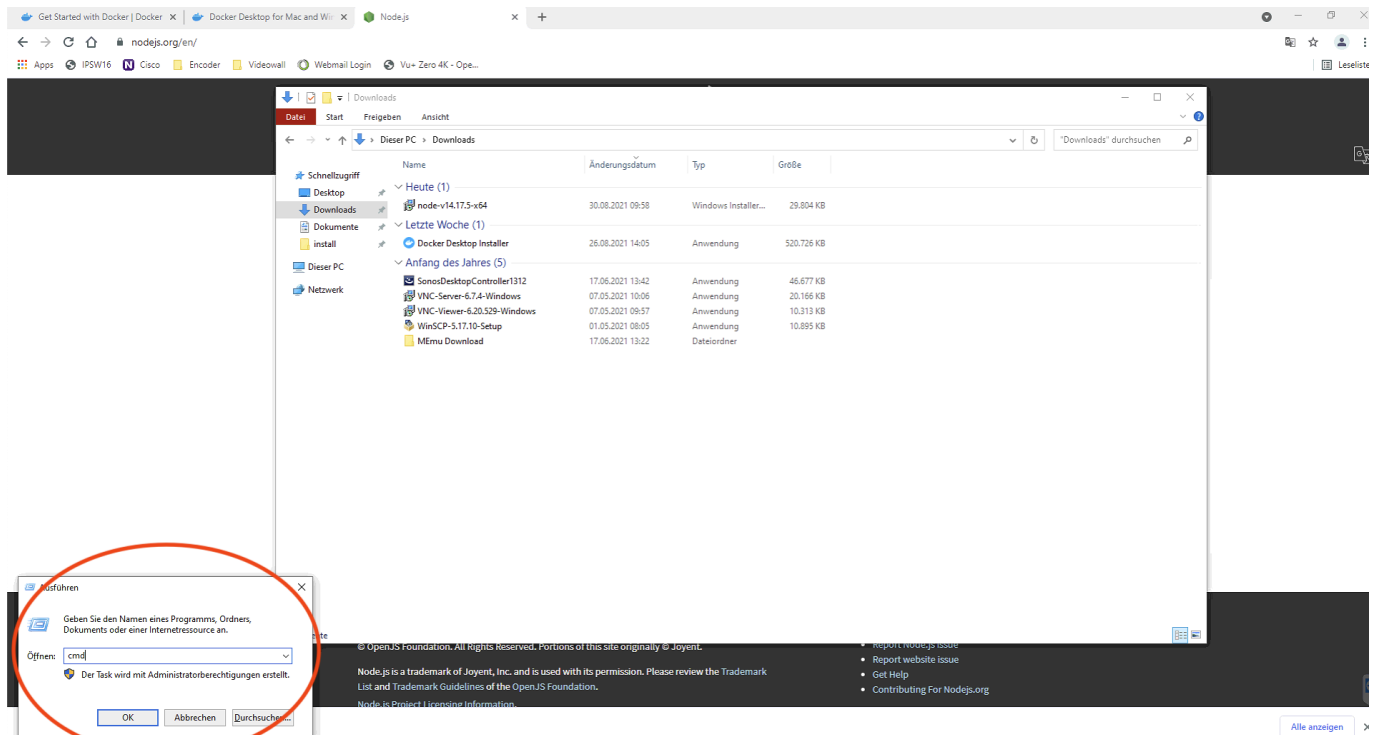 Get Started with Docker | Docker
Docker Desktop for Mac and Wi
Node.js
nodejs.org/en/
Apps
IPSW16
Cisco
Encoder
Videowall
Webmail Login
Vu+ Zero 4K - Ope...
Leseliste
Downloads
Datei Start Freigeben Ansicht
Dieser PC > Downloads
"Downloads" durchsuchen
Name Änderungsdatum Typ Größe
Schnellzugriff
Desktop
Downloads
Dokumente
install
Dieser PC
Netzwerk
Heute (1)
node-v14.17.5-x64 30.08.2021 09:58 Windows Installer... 29.804 KB
Letzte Woche (1)
Docker Desktop Installer 26.08.2021 14:05 Anwendung 520.726 KB
Anfang des Jahres (5)
SonosDesktopController1312 17.06.2021 13:42 Anwendung 46.677 KB
VNC-Server-6.7.4-Windows 07.05.2021 10:06 Anwendung 20.166 KB
VNC-Viewer-6.20.529-Windows 07.05.2021 09:57 Anwendung 10.313 KB
WinSCP-5.17.10-Setup 01.05.2021 08:05 Anwendung 10.895 KB
MEmu Download 17.06.2021 13:22 Dateiordner
Ausführen
Geben Sie den Namen eines Programms, Ordners,
Dokuments oder einer Internetressource an.
Öffnen: cmd
Der Task wird mit Administratorberechtigungen erstellt.
OK Abbrechen Durchsuchen...
© OpenJS Foundation. All Rights Reserved. Portions of this site originally © Joyent.
Node.js is a trademark of Joyent, Inc. and is used with its permission. Please review the Trademark
List and Trademark Guidelines of the OpenJS Foundation.
Node.js Project Licensing Information.
Report Node.js issue
Report website issue
Get Help
Contributing For Nodejs.org
Alle anzeigen